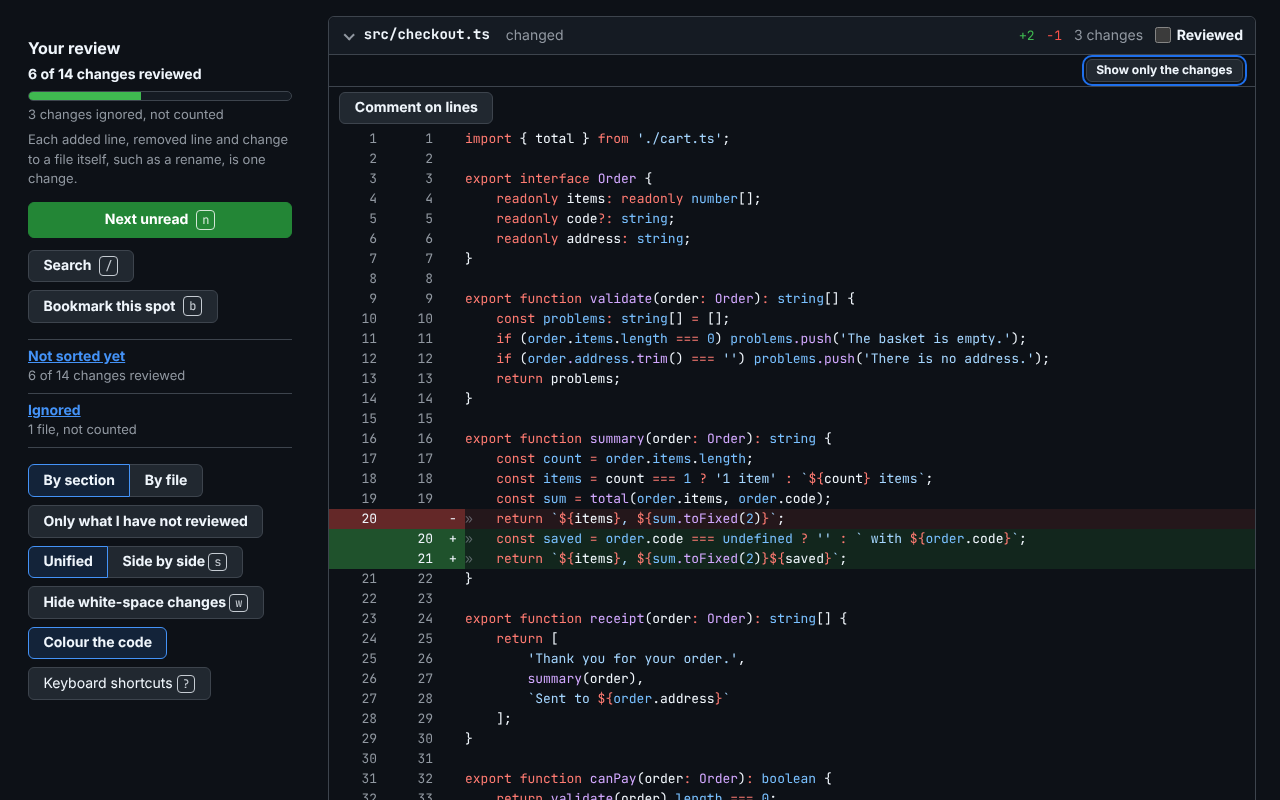 Your review
6 of 14 changes reviewed
3 changes ignored, not counted
Each added line, removed line and change
to a file itself, such as a rename, is one
change.
Next unread n
Search /
Bookmark this spot b
Not sorted yet
6 of 14 changes reviewed
Ignored
1 file, not counted
By section By file
Only what I have not reviewed
Unified Side by side s
Hide white-space changes w
Colour the code
Keyboard shortcuts ?
src/checkout.ts changed +2 -1 3 changes Reviewed
Show only the changes
Comment on lines
1 1 import { total } from './cart.ts';
2 2
3 3 export interface Order {
4 4     readonly items: readonly number[];
5 5     readonly code?: string;
6 6     readonly address: string;
7 7 }
8 8
9 9 export function validate(order: Order): string[] {
10 10     const problems: string[] = [];
11 11     if (order.items.length === 0) problems.push('The basket is empty.');
12 12     if (order.address.trim() === '') problems.push('There is no address.');
13 13     return problems;
14 14 }
15 15
16 16 export function summary(order: Order): string {
17 17     const count = order.items.length;
18 18     const items = count === 1 ? '1 item' : `${count} items`;
19 19     const sum = total(order.items, order.code);
20 - »   return `${items}, ${sum.toFixed(2)}`;
20 + »   const saved = order.code === undefined ? '' : ` with ${order.code}`;
21 + »   return `${items}, ${sum.toFixed(2)}${saved}`;
21 22 }
22 23
23 24 export function receipt(order: Order): string[] {
24 25     return [
25 26         'Thank you for your order.',
26 27         summary(order),
27 28         `Sent to ${order.address}`
28 29     ];
29 30 }
30 31
31 32 export function canPay(order: Order): boolean {
32 33     return validate(order).length === 0;